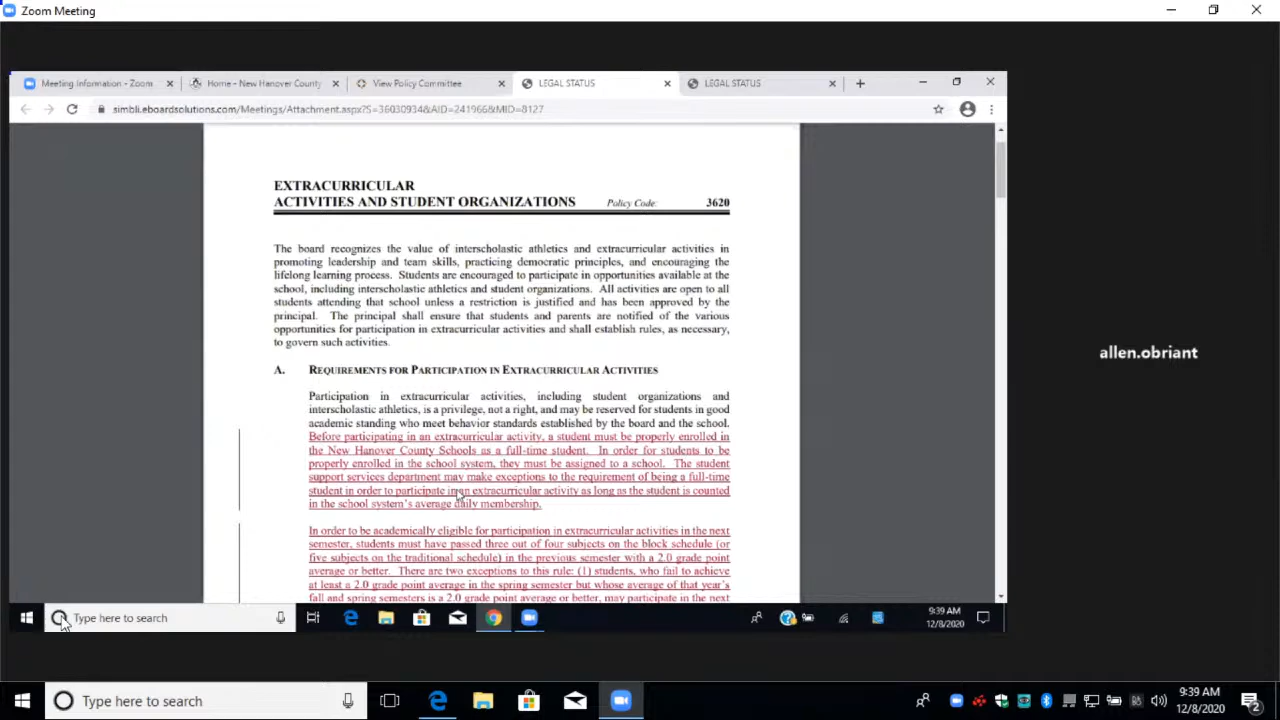 Zoom Meeting
Meeting Information - Zoom
Home - New Hanover County
View Policy Committee
LEGAL STATUS
LEGAL STATUS
simbli.eboardsolutions.com/Meetings/Attachment.aspx?S=36030934&AID=241966&MID=8127
EXTRACURRICULAR
ACTIVITIES AND STUDENT ORGANIZATIONS Policy Code: 3620
The board recognizes the value of interscholastic athletics and extracurricular activities in
promoting leadership and team skills, practicing democratic principles, and encouraging the
lifelong learning process. Students are encouraged to participate in opportunities available at the
school, including interscholastic athletics and student organizations. All activities are open to all
students attending that school unless a restriction is justified and has been approved by the
principal. The principal shall ensure that students and parents are notified of the various
opportunities for participation in extracurricular activities and shall establish rules, as necessary,
to govern such activities.
allen.obriant
A. REQUIREMENTS FOR PARTICIPATION IN EXTRACURRICULAR ACTIVITIES
Participation in extracurricular activities, including student organizations and
interscholastic athletics, is a privilege, not a right, and may be reserved for students in good
academic standing who meet behavior standards established by the board and the school.
Before participating in an extracurricular activity, a student must be properly enrolled in
the New Hanover County Schools as a full-time student. In order for students to be
properly enrolled in the school system, they must be assigned to a school. The student
support services department may make exceptions to the requirement of being a full-time
student in order to participate in an extracurricular activity as long as the student is counted
in the school system's average daily membership.
In order to be academically eligible for participation in extracurricular activities in the next
semester, students must have passed three out of four subjects on the block schedule (or
five subjects on the traditional schedule) in the previous semester with a 2.0 grade point
average or better. There are two exceptions to this rule: (1) students, who fail to achieve
at least a 2.0 grade point average in the spring semester but whose average of that year's
fall and spring semesters is a 2.0 grade point average or better, may participate in the next
Type here to search
9:39 AM
12/8/2020
Type here to search
9:39 AM
12/8/2020
2